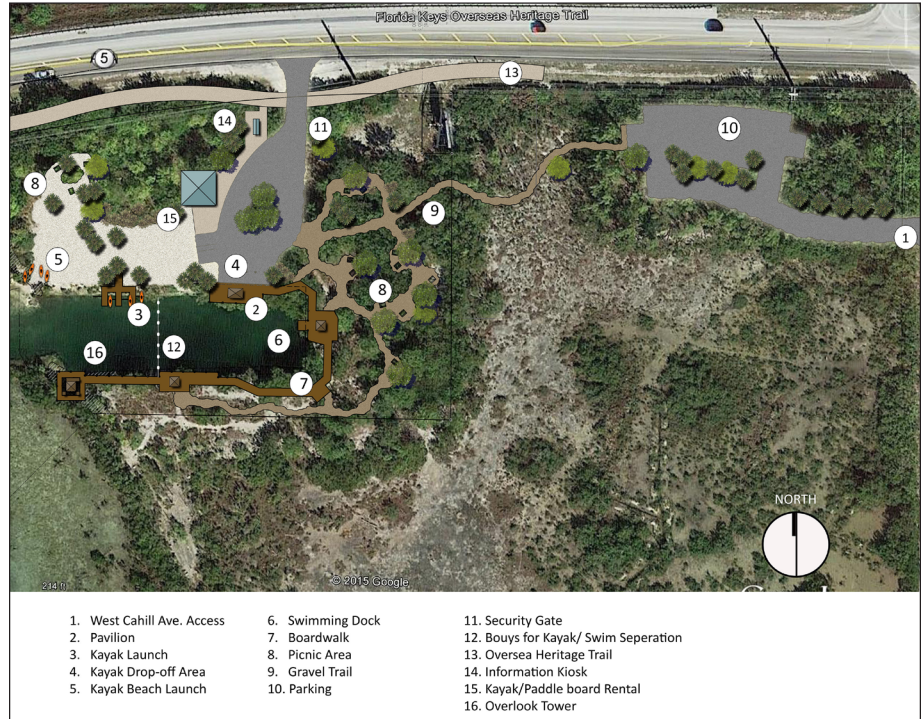 Florida Keys Overseas Heritage Trail
5
13
14
11
10
8
15
9
1
5
4
8
3
2
6
16
12
7
NORTH
214 ft
© 2015 Google
1. West Cahill Ave. Access
2. Pavilion
3. Kayak Launch
4. Kayak Drop-off Area
5. Kayak Beach Launch
6. Swimming Dock
7. Boardwalk
8. Picnic Area
9. Gravel Trail
10. Parking
11. Security Gate
12. Bouys for Kayak/ Swim Seperation
13. Oversea Heritage Trail
14. Information Kiosk
15. Kayak/Paddle board Rental
16. Overlook Tower